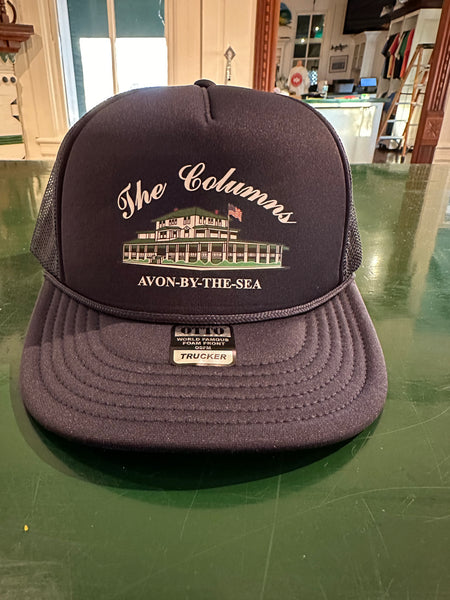 The Columns
AVON-BY-THE-SEA
OTTO
WORLD FAMOUS
FOAM FRONT
OSFM
TRUCKER